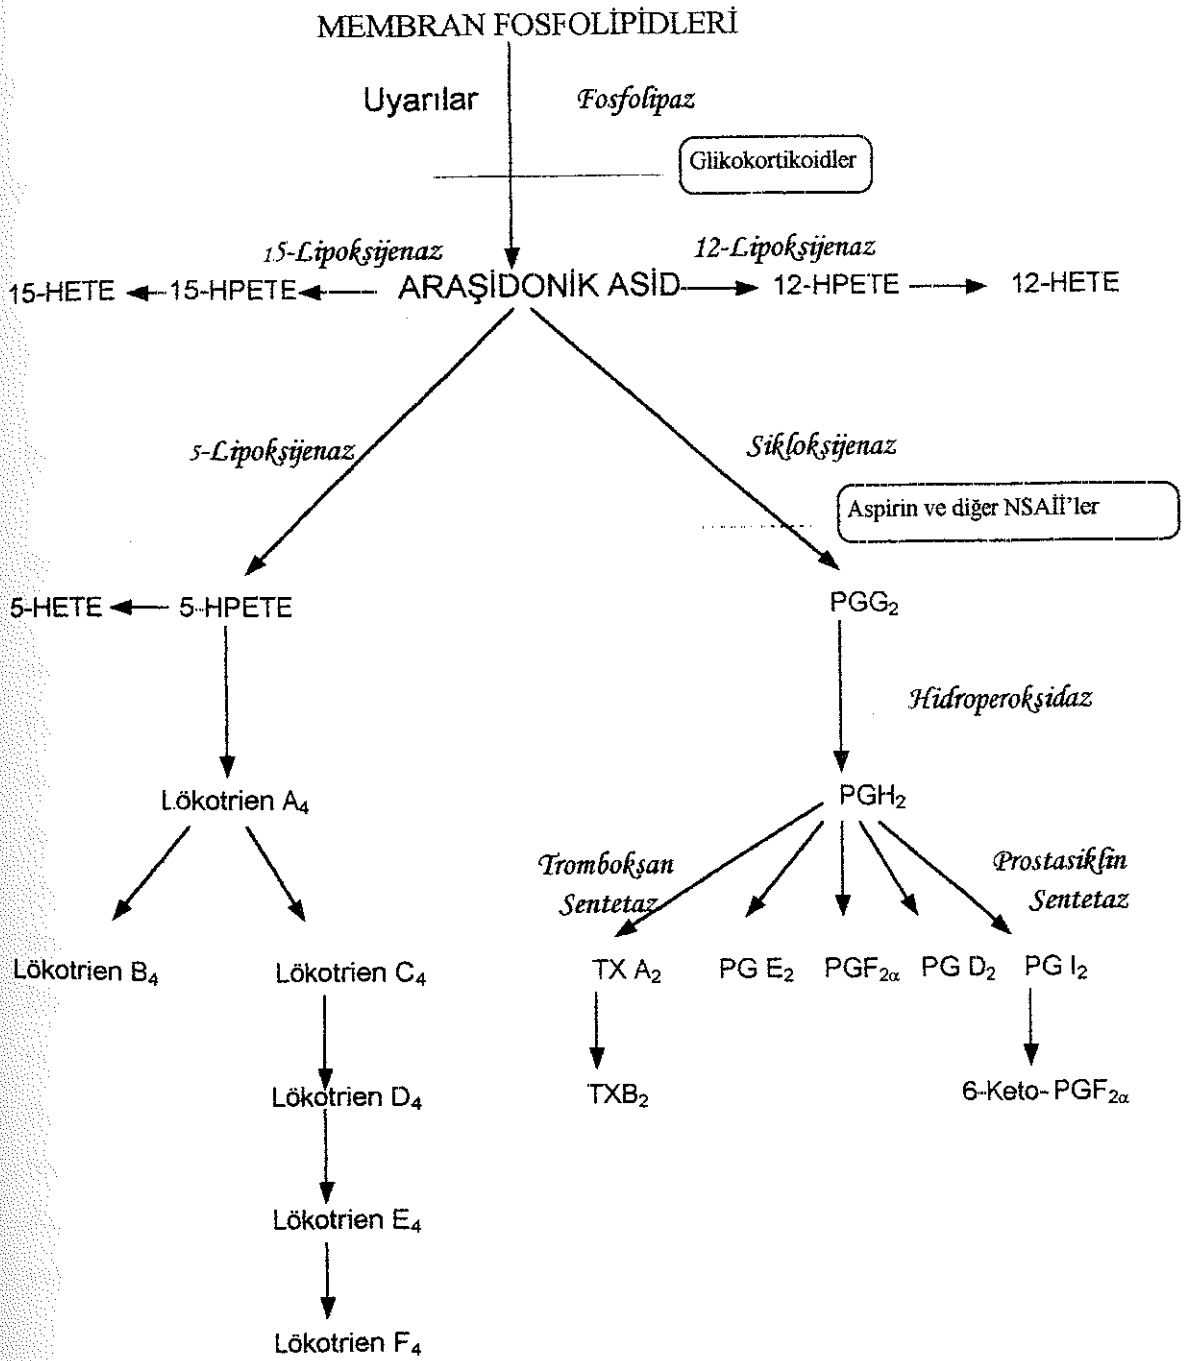 MEMBRAN FOSFOLİPİDLERİ
Uyarılar
Fosfolipaz
Glikokortikoidler
15-Lipoksijenaz
12-Lipoksijenaz
15-HETE
15-HPETE
ARAŞİDONİK ASİD
12-HPETE
12-HETE
5-Lipoksijenaz
Sikloksijenaz
Aspirin ve diğer NSAİİ'ler
5-HETE
5-HPETE
PGG2
Hidroperoksidaz
Lökotrien A4
PGH2
Tromboksan
Sentetaz
Prostasiklin
Sentetaz
Lökotrien B4
Lökotrien C4
TX A2
PG E2
PGF2α
PG D2
PG I2
Lökotrien D4
TXB2
6-Keto-PGF2α
Lökotrien E4
Lökotrien F4